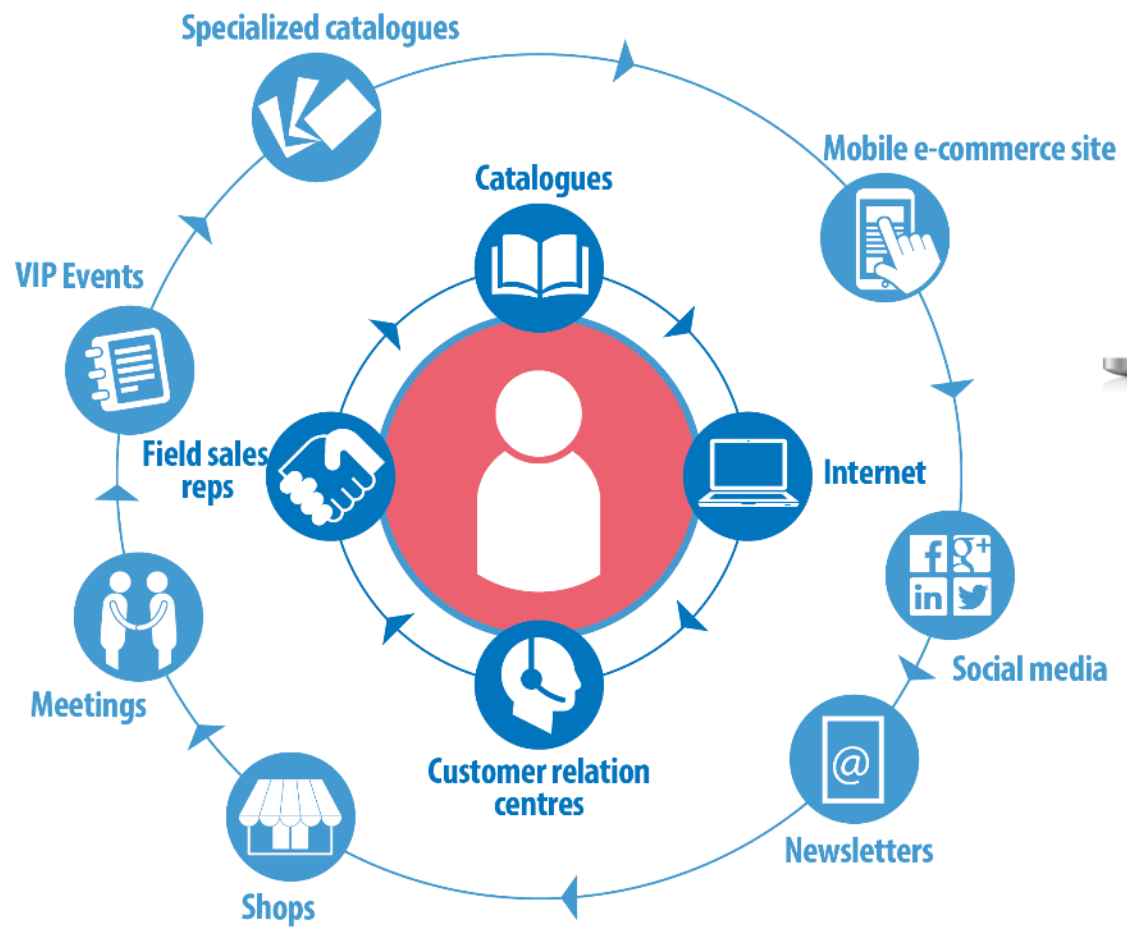 Specialized catalogues
Mobile e-commerce site
Catalogues
VIP Events
Field sales
reps
Internet
f g+
in
Social media
Meetings
Customer relation
centres
@
Newsletters
Shops